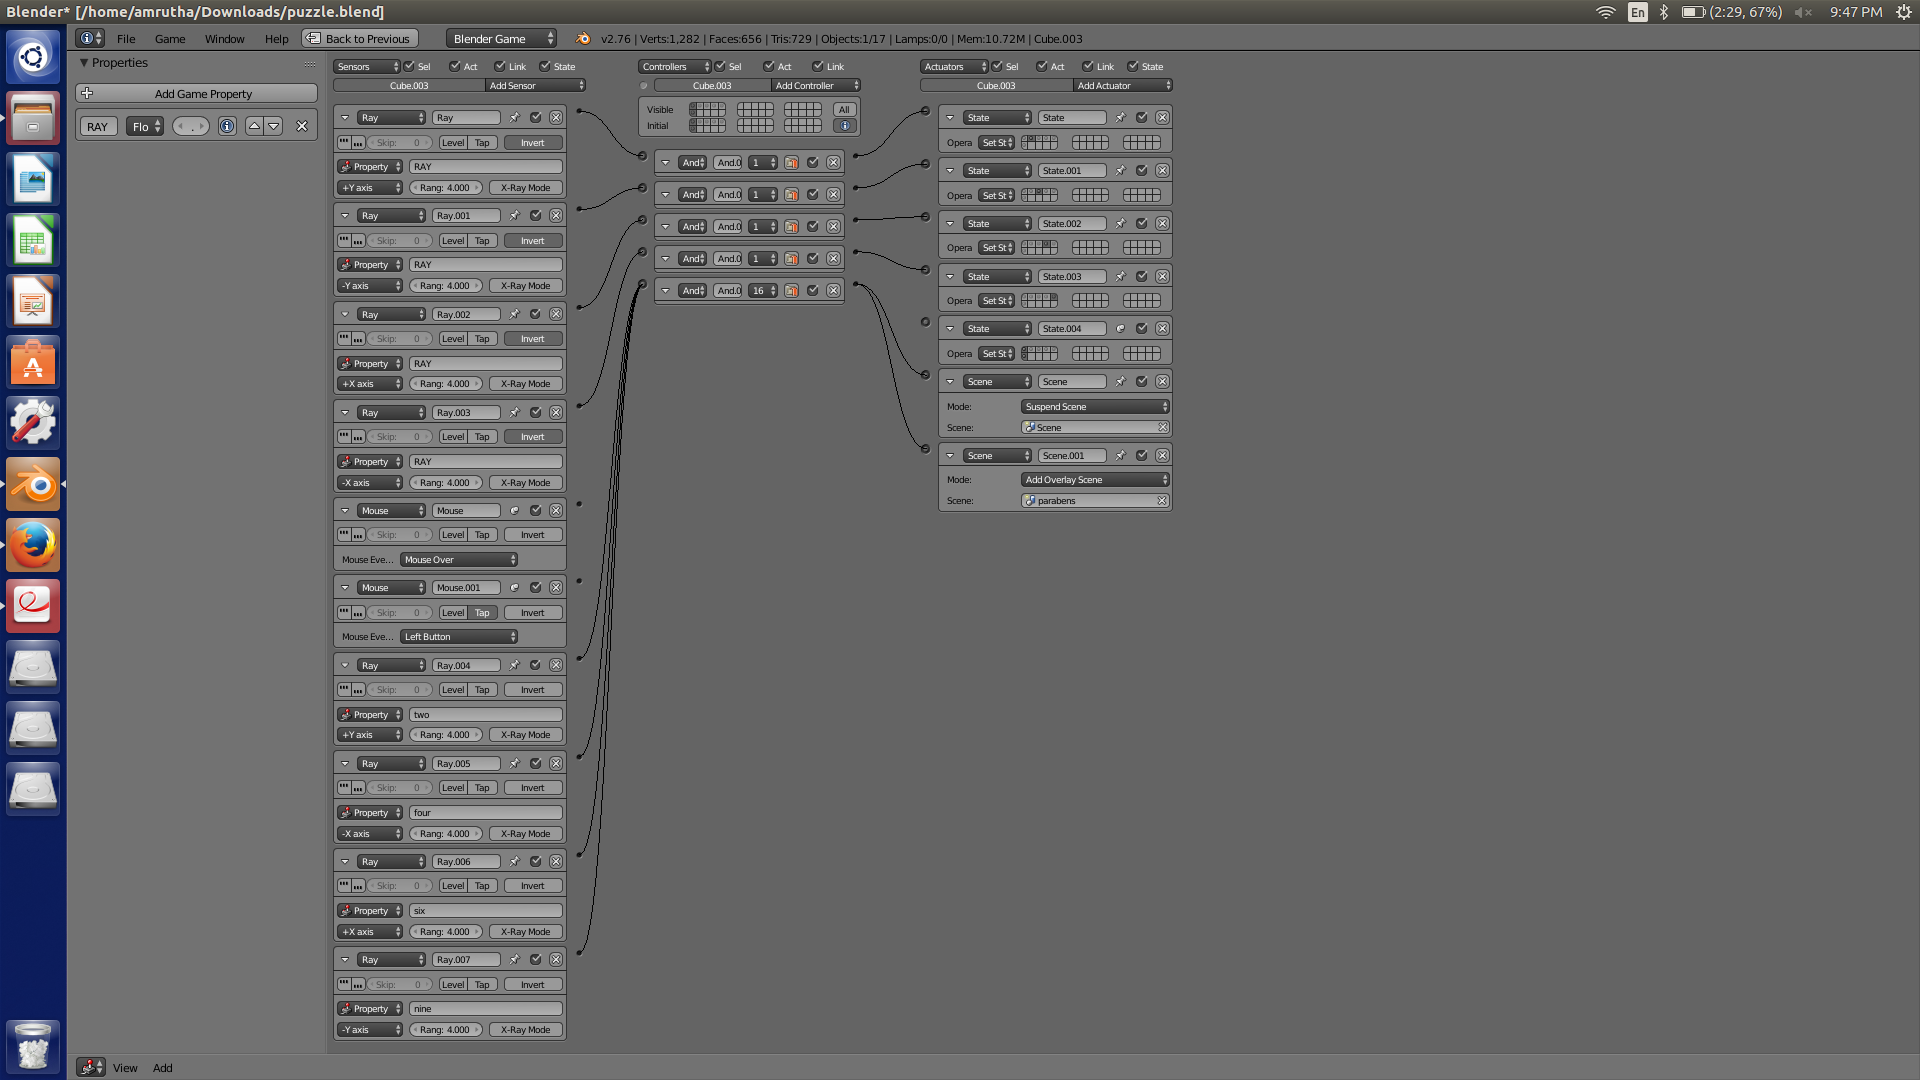 Blender* [/home/amrutha/Downloads/puzzle.blend] En (2:29, 67%) 9:47 PM
File Game Window Help Back to Previous Blender Game v2.76 | Verts:1,282 | Faces:656 | Tris:729 | Objects:1/17 | Lamps:0/0 | Mem:10.72M | Cube.003
Properties
Add Game Property
RAY Flo .
Sensors Sel Act Link State
Cube.003 Add Sensor
Ray Ray
Skip: 0 Level Tap Invert
Property RAY
+Y axis Rang: 4.000 X-Ray Mode
Ray Ray.001
Skip: 0 Level Tap Invert
Property RAY
-Y axis Rang: 4.000 X-Ray Mode
Ray Ray.002
Skip: 0 Level Tap Invert
Property RAY
+X axis Rang: 4.000 X-Ray Mode
Ray Ray.003
Skip: 0 Level Tap Invert
Property RAY
-X axis Rang: 4.000 X-Ray Mode
Mouse Mouse
Skip: 0 Level Tap Invert
Mouse Eve... Mouse Over
Mouse Mouse.001
Skip: 0 Level Tap Invert
Mouse Eve... Left Button
Ray Ray.004
Skip: 0 Level Tap Invert
Property two
+Y axis Rang: 4.000 X-Ray Mode
Ray Ray.005
Skip: 0 Level Tap Invert
Property four
-X axis Rang: 4.000 X-Ray Mode
Ray Ray.006
Skip: 0 Level Tap Invert
Property six
+X axis Rang: 4.000 X-Ray Mode
Ray Ray.007
Skip: 0 Level Tap Invert
Property nine
-Y axis Rang: 4.000 X-Ray Mode
Controllers Sel Act Link
Cube.003 Add Controller
Visible All
Initial
And And.0 1
And And.0 1
And And.0 1
And And.0 1
And And.0 16
Actuators Sel Act Link State
Cube.003 Add Actuator
State State
Opera Set St
State State.001
Opera Set St
State State.002
Opera Set St
State State.003
Opera Set St
State State.004
Opera Set St
Scene Scene
Mode: Suspend Scene
Scene: Scene
Scene Scene.001
Mode: Add Overlay Scene
Scene: parabens
View Add